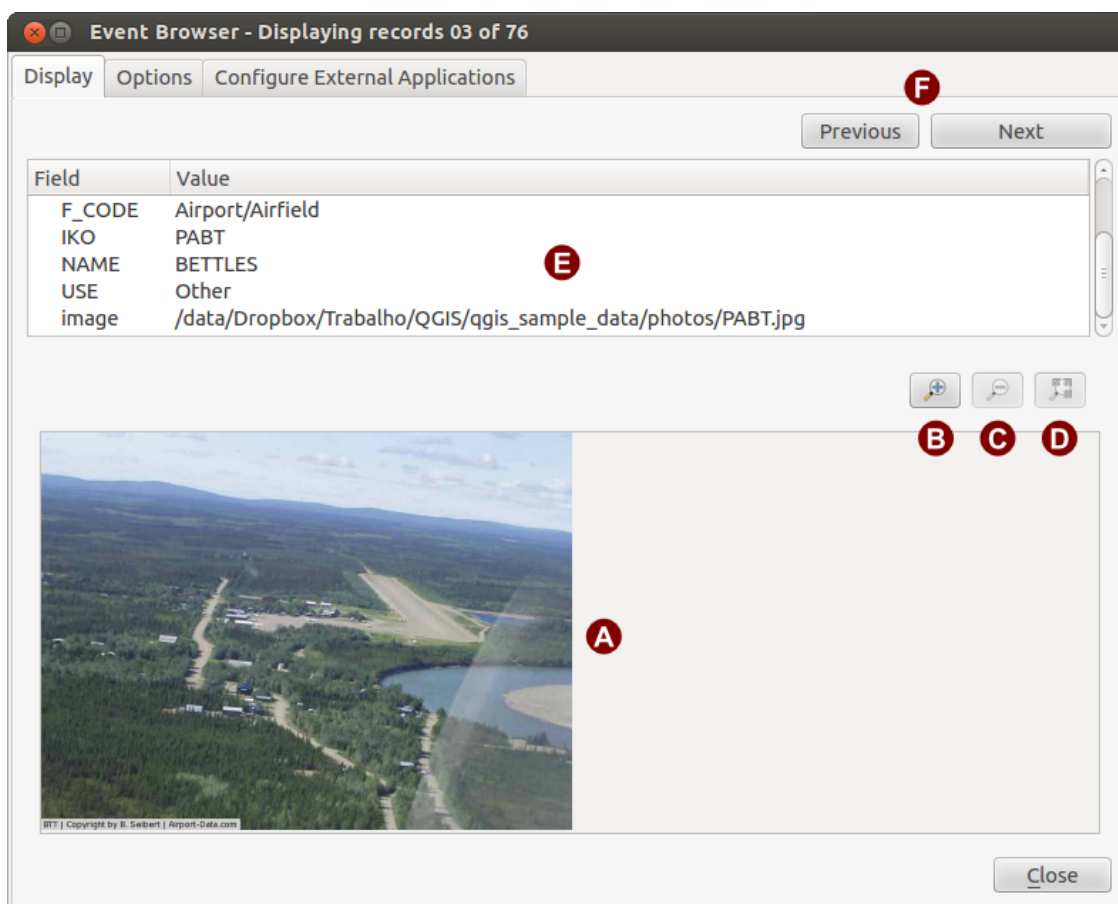 Event Browser - Displaying records 03 of 76
Display Options Configure External Applications
F
Previous Next
Field Value
F_CODE Airport/Airfield
IKO PABT
NAME BETTLES
E
USE Other
image /data/Dropbox/Trabalho/QGIS/qgis_sample_data/photos/PABT.jpg
B C D
A
BTT | Copyright by B. Seibert | Airport-Data.com
Close